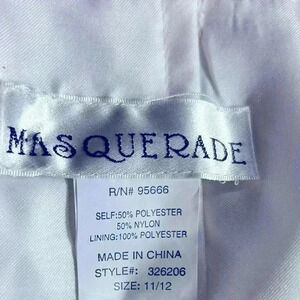 MASQUERADE
R/N# 95666
SELF:50% POLYESTER
50% NYLON
LINING:100% POLYESTER
MADE IN CHINA
STYLE#: 326206
SIZE: 11/12